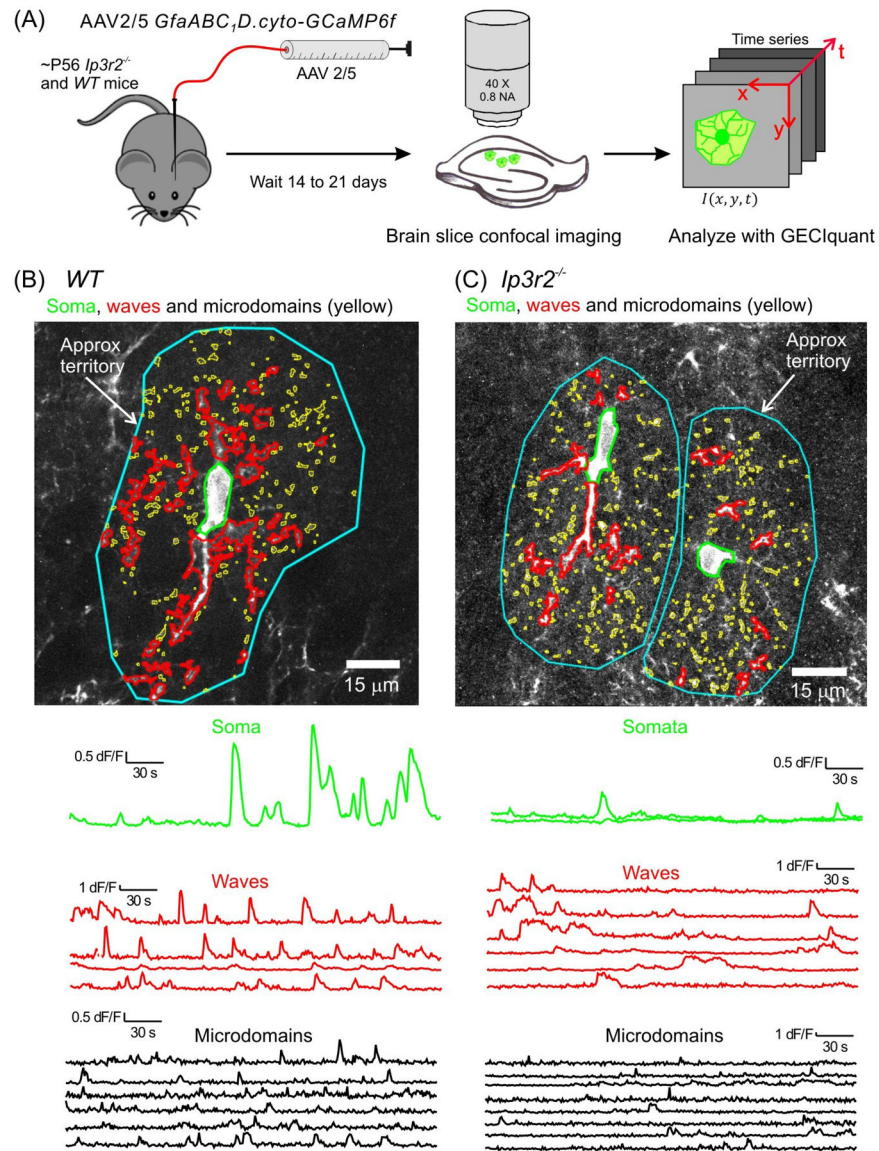 (A)
AAV2/5 GfaABC₁D.cyto-GCaMP6f
~P56 Ip3r2⁻/⁻
and WT mice
AAV 2/5
Wait 14 to 21 days
40 X
0.8 NA
Brain slice confocal imaging
Time series
t
x
y
I(x, y, t)
Analyze with GECIquant
(B) WT
Soma, waves and microdomains (yellow)
Approx
territory
15 µm
(C) Ip3r2⁻/⁻
Soma, waves and microdomains (yellow)
Approx
territory
15 µm
Soma
0.5 dF/F
30 s
Waves
1 dF/F
30 s
Microdomains
0.5 dF/F
30 s
Somata
0.5 dF/F
30 s
Waves
1 dF/F
30 s
Microdomains
1 dF/F
30 s